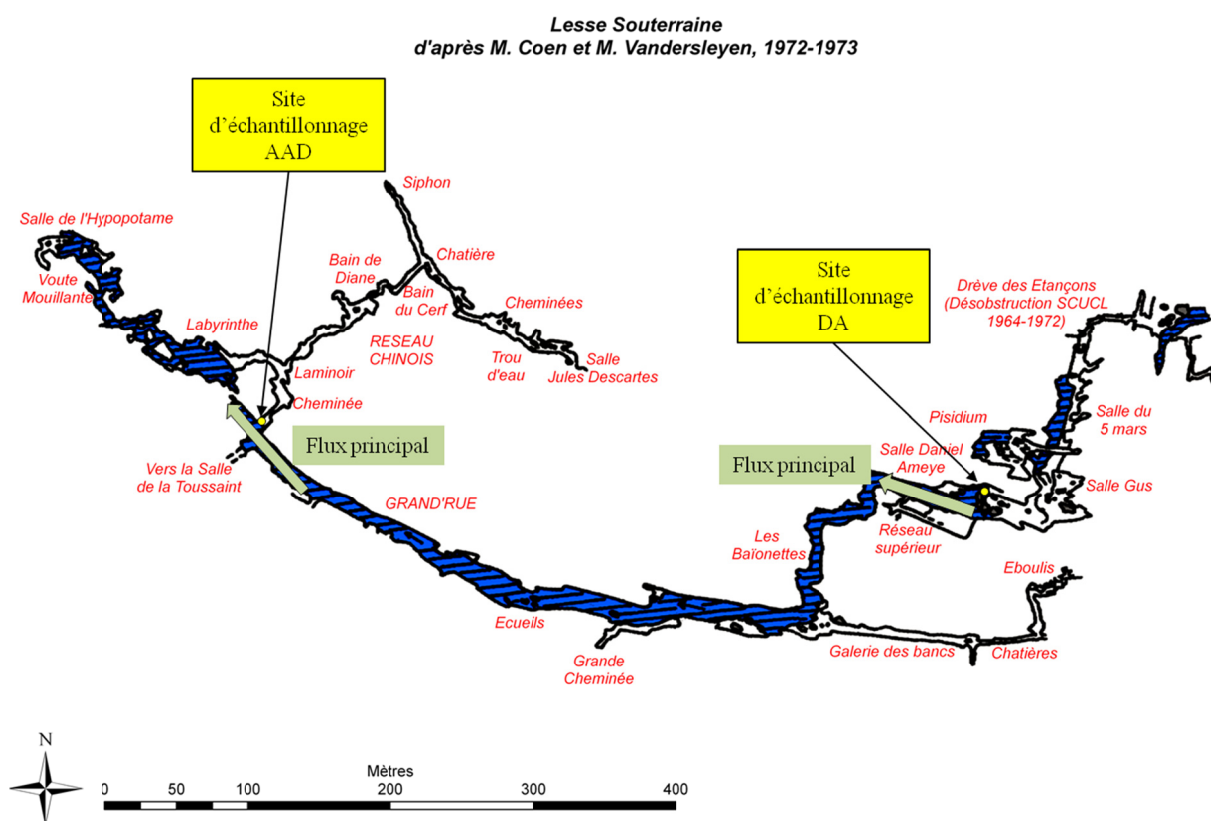 Lesse Souterraine
d'après M. Coen et M. Vandersleyen, 1972-1973
Site
d'échantillonnage
AAD
Siphon
Salle de l'Hypopotame
Voute
Mouillante
Bain de
Diane
Chatière
Bain
du Cerf
Cheminées
Labyrinthe
RESEAU
CHINOIS
Trou
d'eau
Salle
Jules Descartes
Laminoir
Cheminée
Site
d'échantillonnage
DA
Drève des Etançons
(Désobstruction SCUCL
1964-1972)
Flux principal
Vers la Salle
de la Toussaint
GRAND'RUE
Pisidium
Salle du
5 mars
Salle Daniel
Ameye
Flux principal
Salle Gus
Réseau
supérieur
Les
Baïonettes
Eboulis
Ecueils
Grande
Cheminée
Galerie des bancs
Chatières
N
Mètres
0 50 100 200 300 400